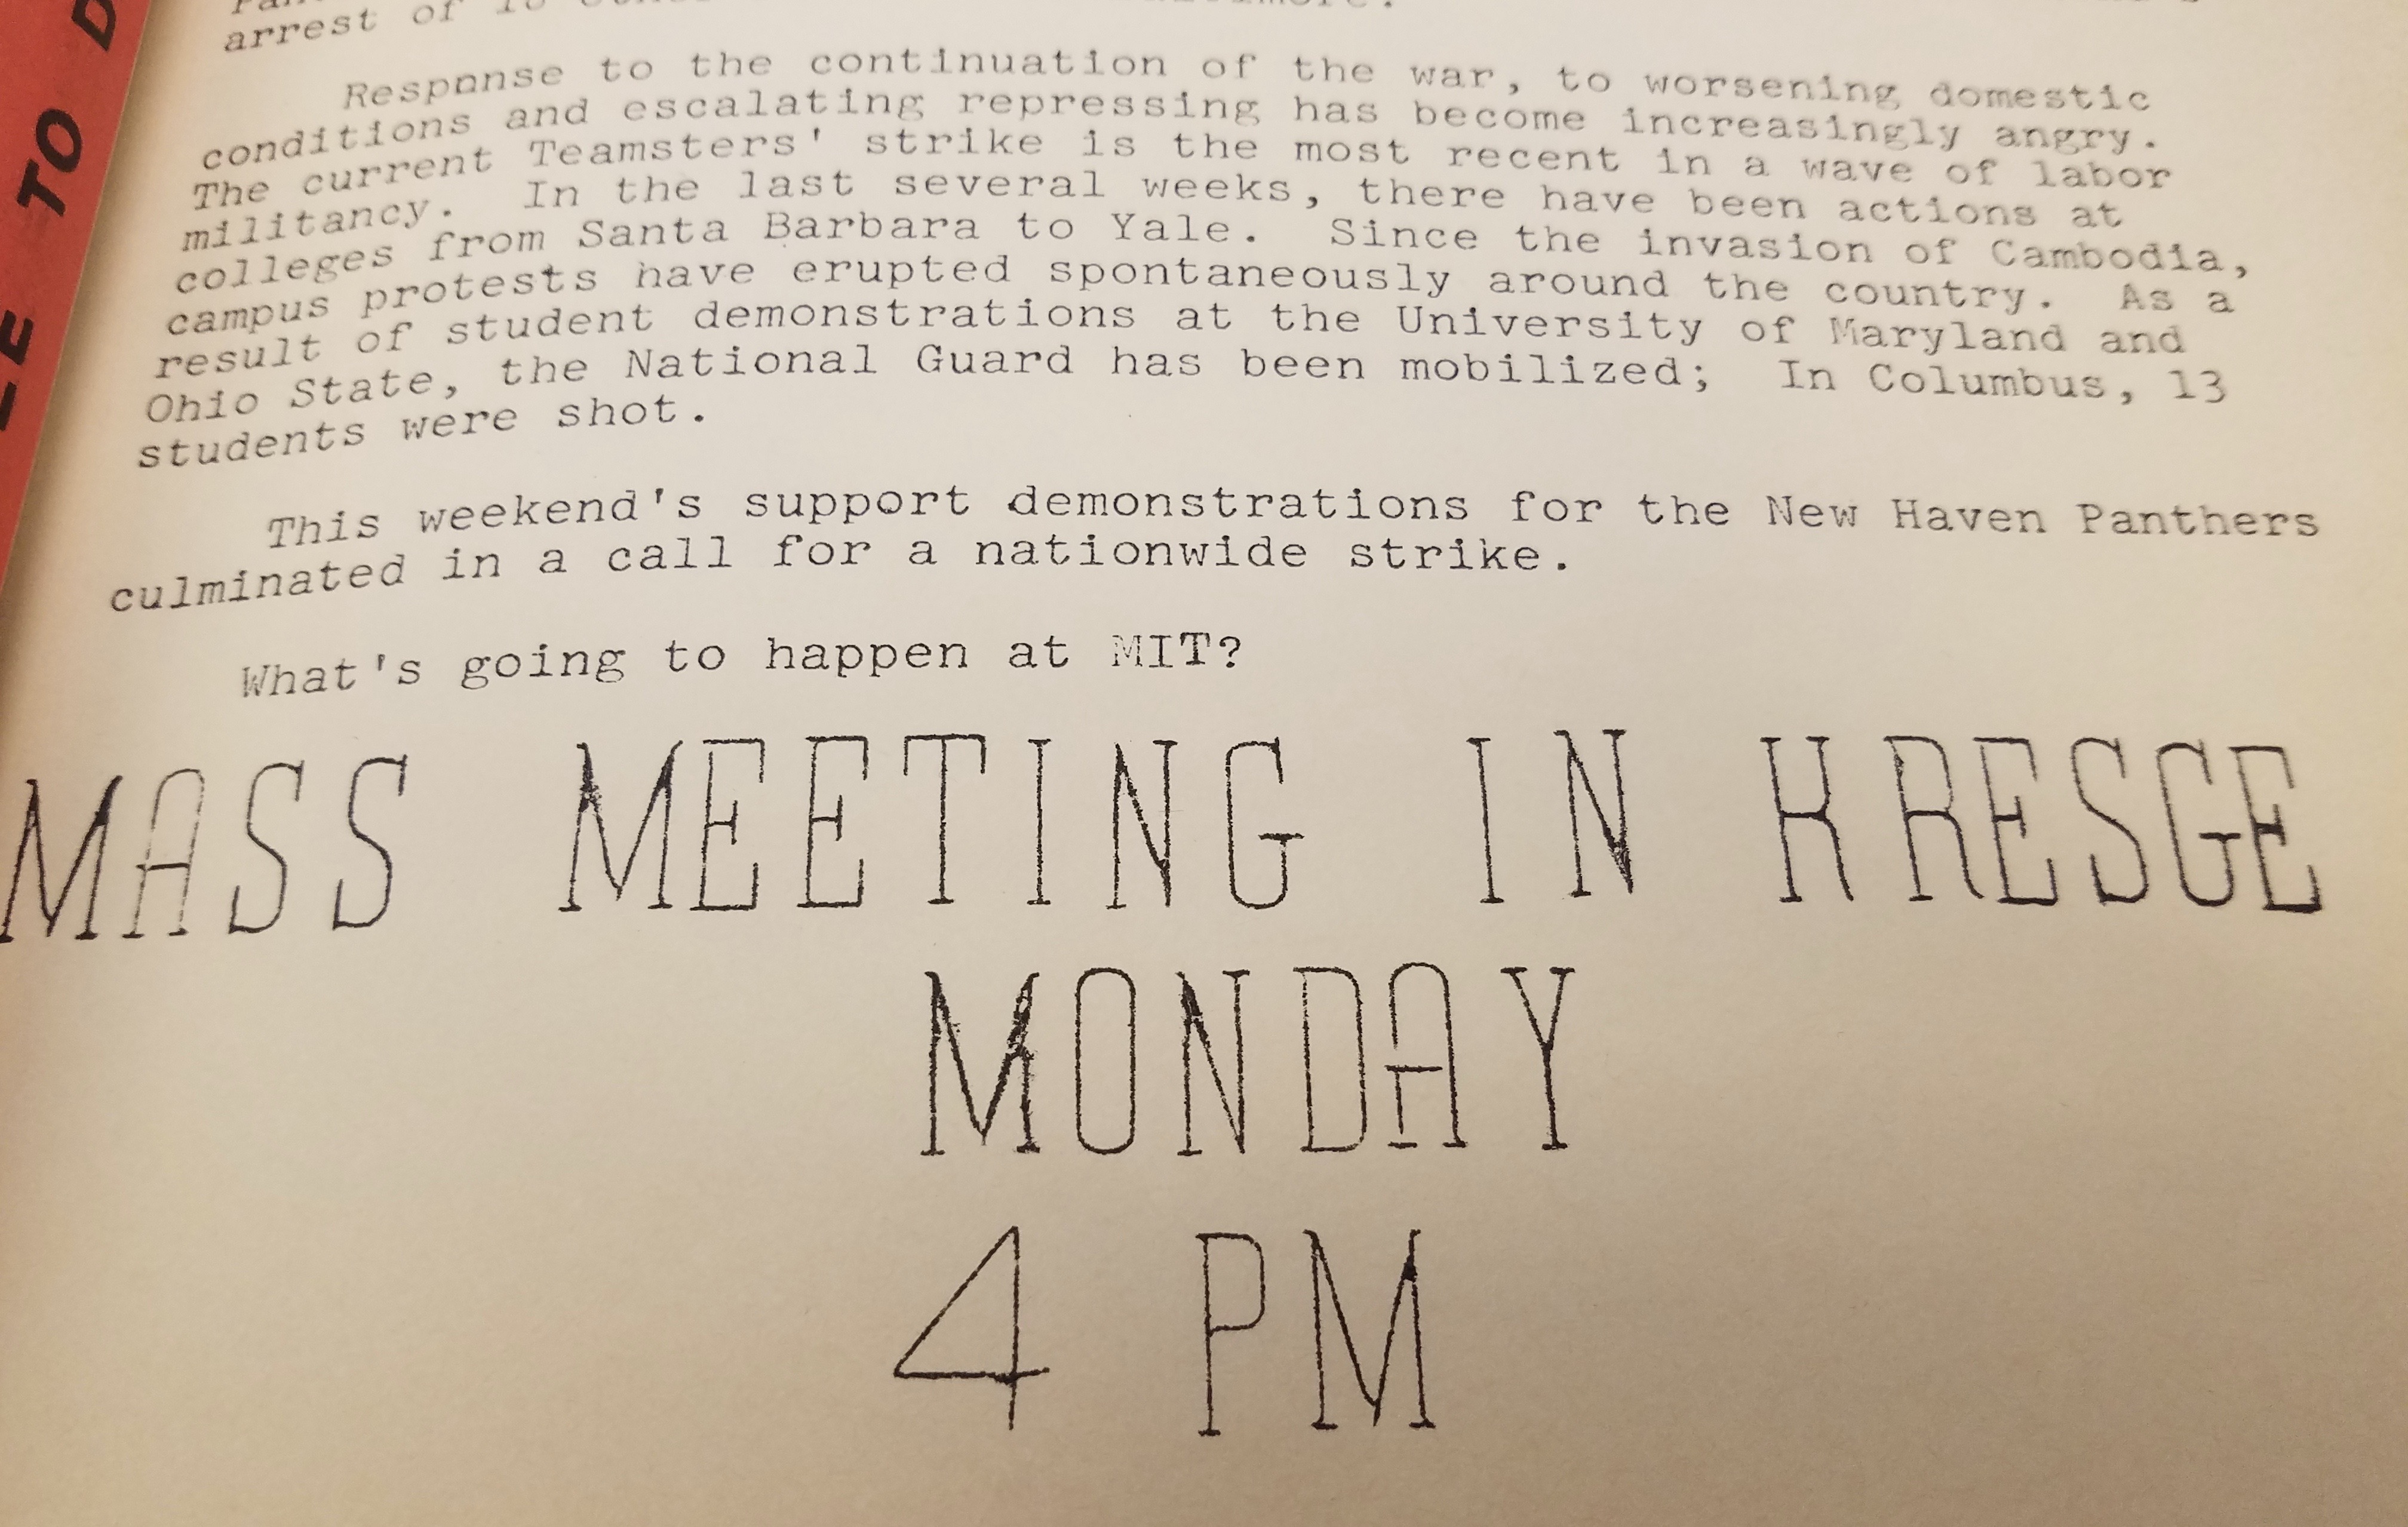 arrest of
Response to the continuation of the war, to worsening domestic
conditions and escalating repressing has become increasingly angry.
The current Teamsters' strike is the most recent in a wave of labor
militancy. In the last several weeks, there have been actions at
colleges from Santa Barbara to Yale. Since the invasion of Cambodia,
campus protests have erupted spontaneously around the country. As a
result of student demonstrations at the University of Maryland and
Ohio State, the National Guard has been mobilized; In Columbus, 13
students were shot.
This weekend's support demonstrations for the New Haven Panthers
culminated in a call for a nationwide strike.
What's going to happen at MIT?
MASS MEETING IN KRESGE
MONDAY
4 PM
TO